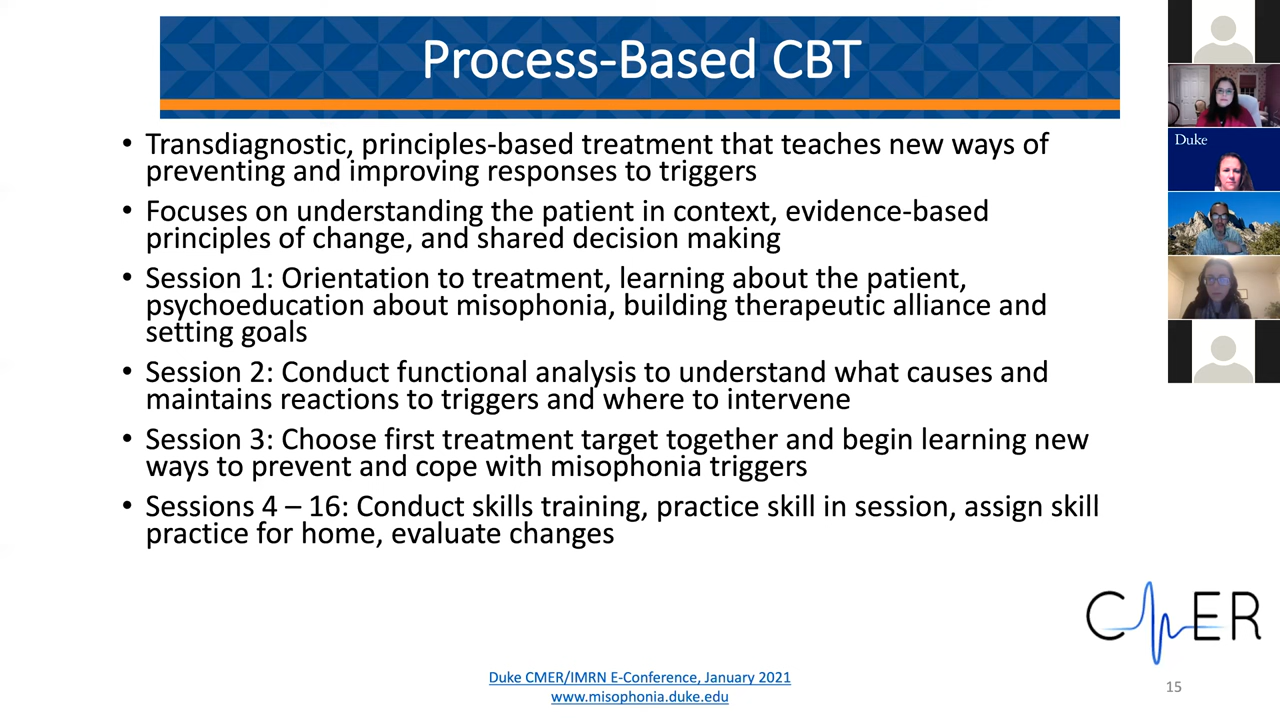 Process-Based CBT
• Transdiagnostic, principles-based treatment that teaches new ways of
preventing and improving responses to triggers
• Focuses on understanding the patient in context, evidence-based
principles of change, and shared decision making
• Session 1: Orientation to treatment, learning about the patient,
psychoeducation about misophonia, building therapeutic alliance and
setting goals
• Session 2: Conduct functional analysis to understand what causes and
maintains reactions to triggers and where to intervene
• Session 3: Choose first treatment target together and begin learning new
ways to prevent and cope with misophonia triggers
• Sessions 4 – 16: Conduct skills training, practice skill in session, assign skill
practice for home, evaluate changes
Duke
CMER
Duke CMER/IMRN E-Conference, January 2021
www.misophonia.duke.edu
15